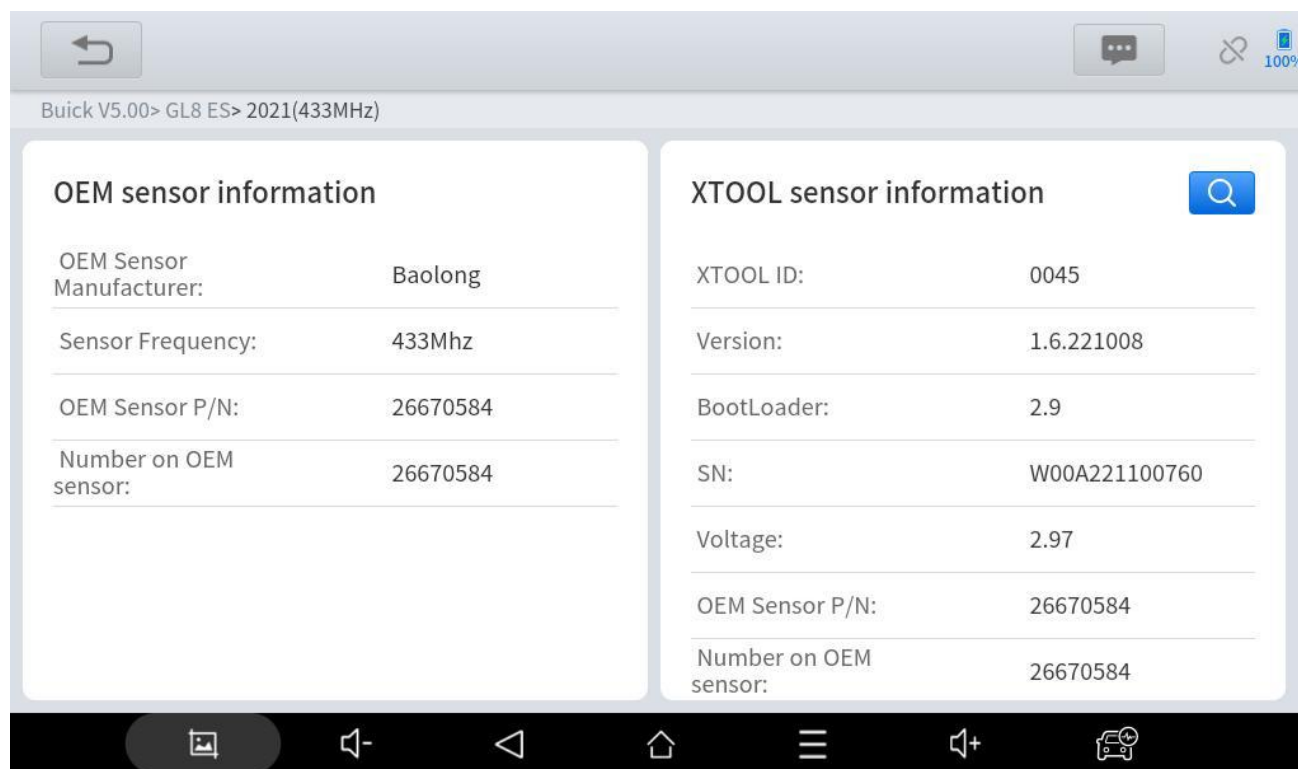 100%
Buick V5.00> GL8 ES> 2021(433MHz)
OEM sensor information
OEM Sensor
Manufacturer:
Baolong
Sensor Frequency:
433Mhz
OEM Sensor P/N:
26670584
Number on OEM
sensor:
26670584
XTOOL sensor information
XTOOL ID:
0045
Version:
1.6.221008
BootLoader:
2.9
SN:
W00A221100760
Voltage:
2.97
OEM Sensor P/N:
26670584
Number on OEM
sensor:
26670584